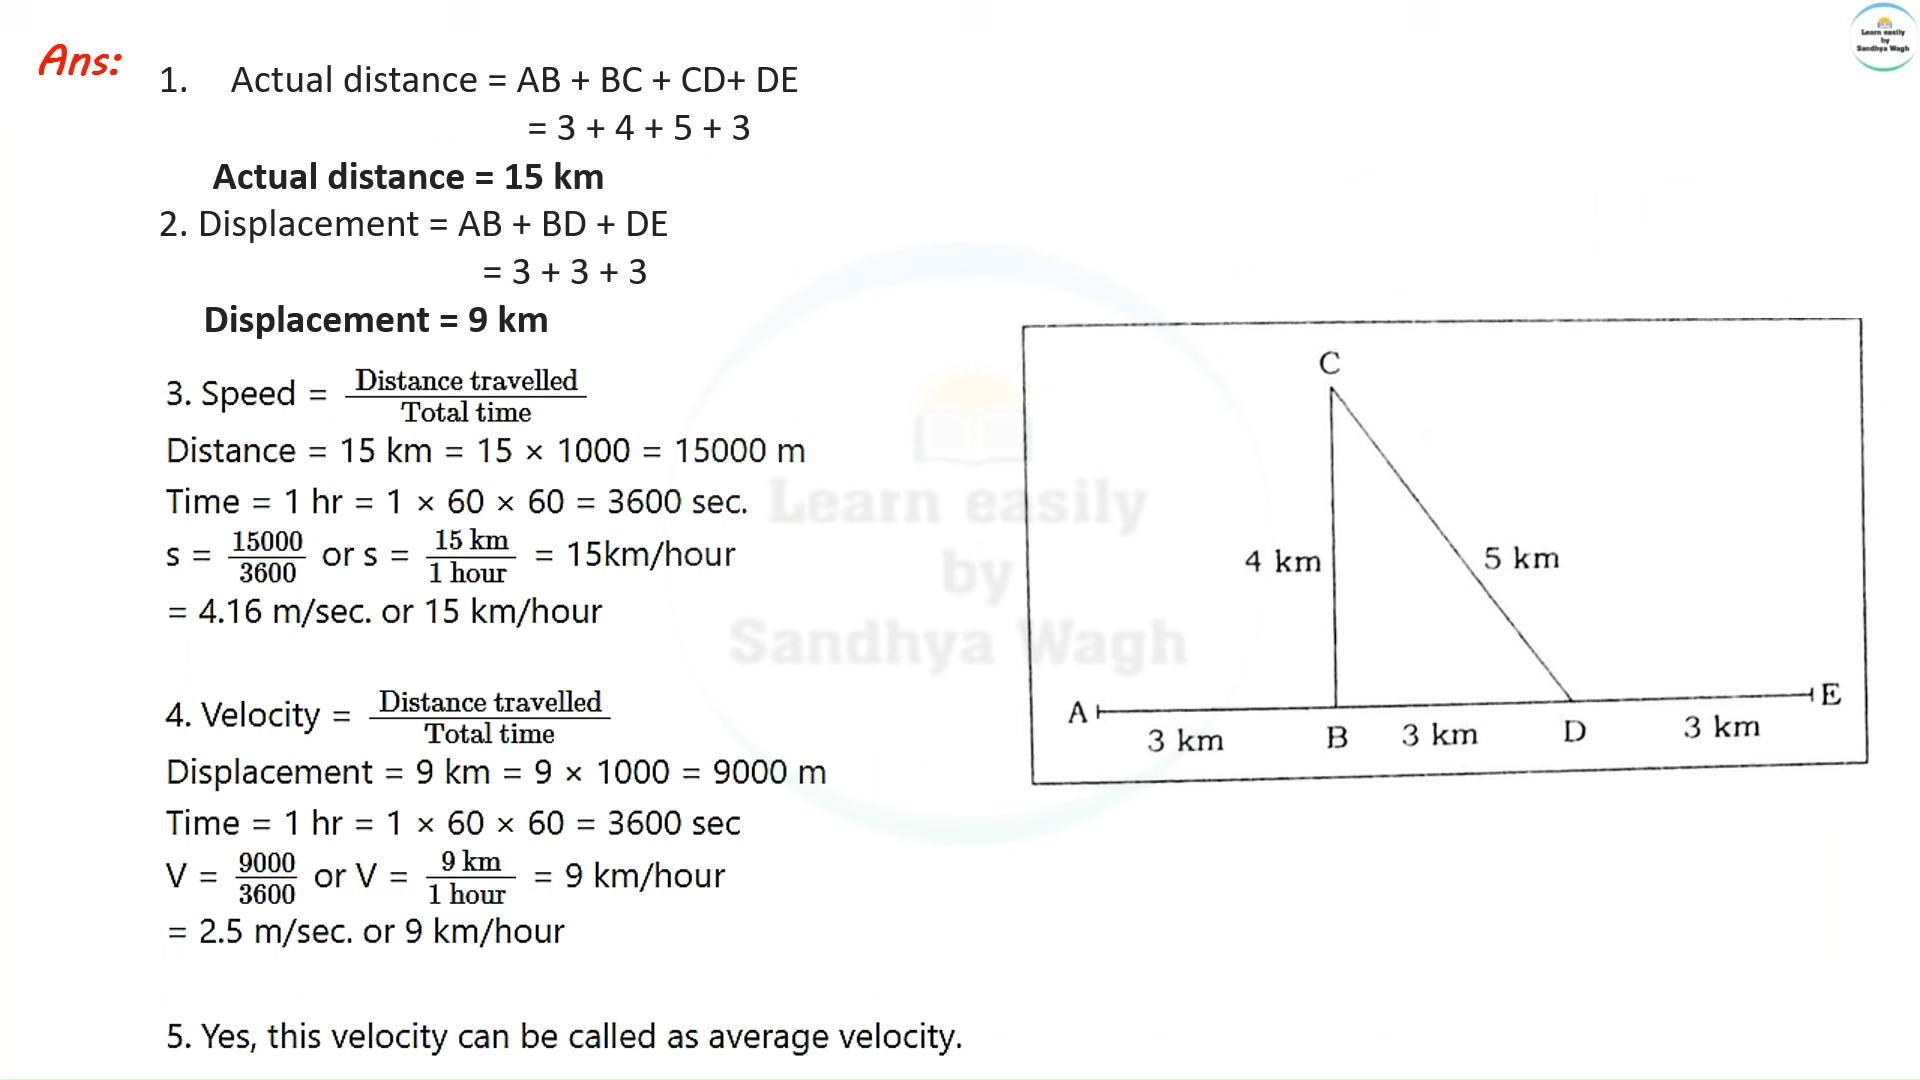 Learn easily
by
Sandhya Wagh
Ans:
1. Actual distance = AB + BC + CD+ DE
= 3 + 4 + 5 + 3
Actual distance = 15 km
2. Displacement = AB + BD + DE
= 3 + 3 + 3
Displacement = 9 km
3. Speed = Distance travelled / Total time
Distance = 15 km = 15 × 1000 = 15000 m
Time = 1 hr = 1 × 60 × 60 = 3600 sec.
s = 15000/3600 or s = 15 km/1 hour = 15km/hour
= 4.16 m/sec. or 15 km/hour
4. Velocity = Distance travelled / Total time
Displacement = 9 km = 9 × 1000 = 9000 m
Time = 1 hr = 1 × 60 × 60 = 3600 sec
V = 9000/3600 or V = 9 km/1 hour = 9 km/hour
= 2.5 m/sec. or 9 km/hour
5. Yes, this velocity can be called as average velocity.
C
4 km 5 km
A E
3 km B 3 km D 3 km
Learn easily
by
Sandhya Wagh